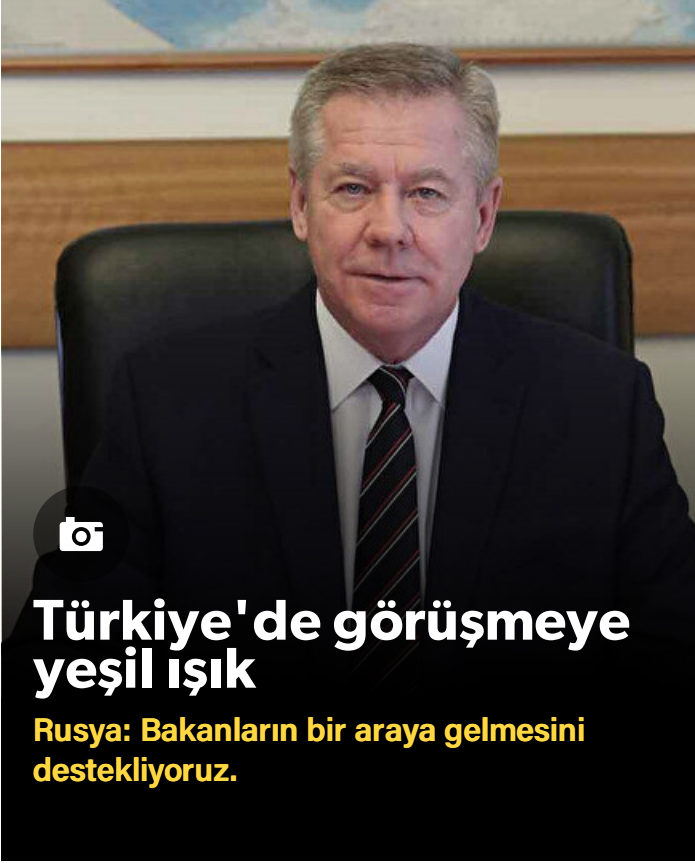 Türkiye'de görüşmeye
yeşil ışık
Rusya: Bakanların bir araya gelmesini
destekliyoruz.